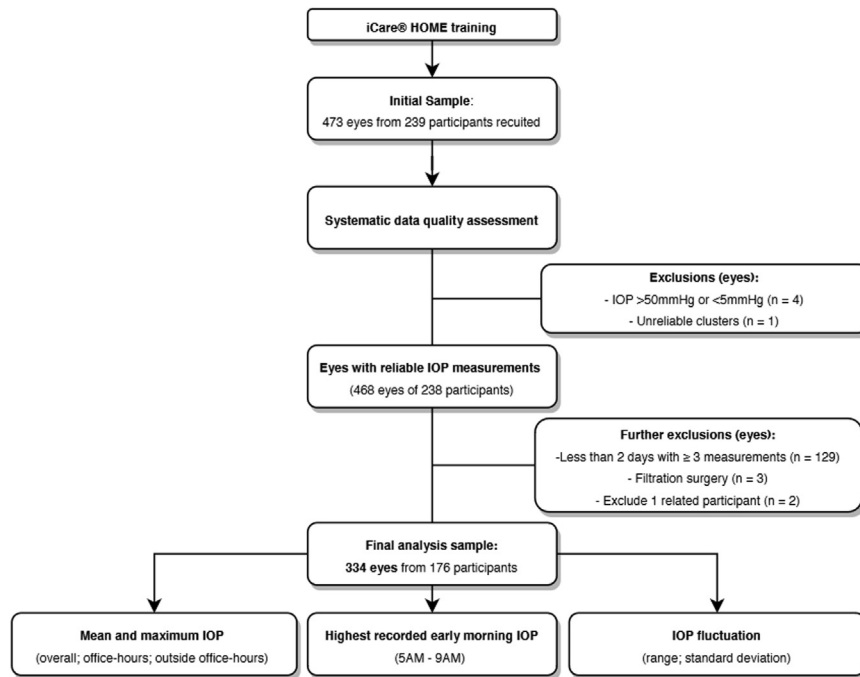 iCare® HOME training
Initial Sample:
473 eyes from 239 participants recuited
Systematic data quality assessment
Exclusions (eyes):
- IOP >50mmHg or <5mmHg (n = 4)
- Unreliable clusters (n = 1)
Eyes with reliable IOP measurements
(468 eyes of 238 participants)
Further exclusions (eyes):
-Less than 2 days with ≥ 3 measurements (n = 129)
- Filtration surgery (n = 3)
- Exclude 1 related participant (n = 2)
Final analysis sample:
334 eyes from 176 participants
Mean and maximum IOP
(overall; office-hours; outside office-hours)
Highest recorded early morning IOP
(5AM - 9AM)
IOP fluctuation
(range; standard deviation)